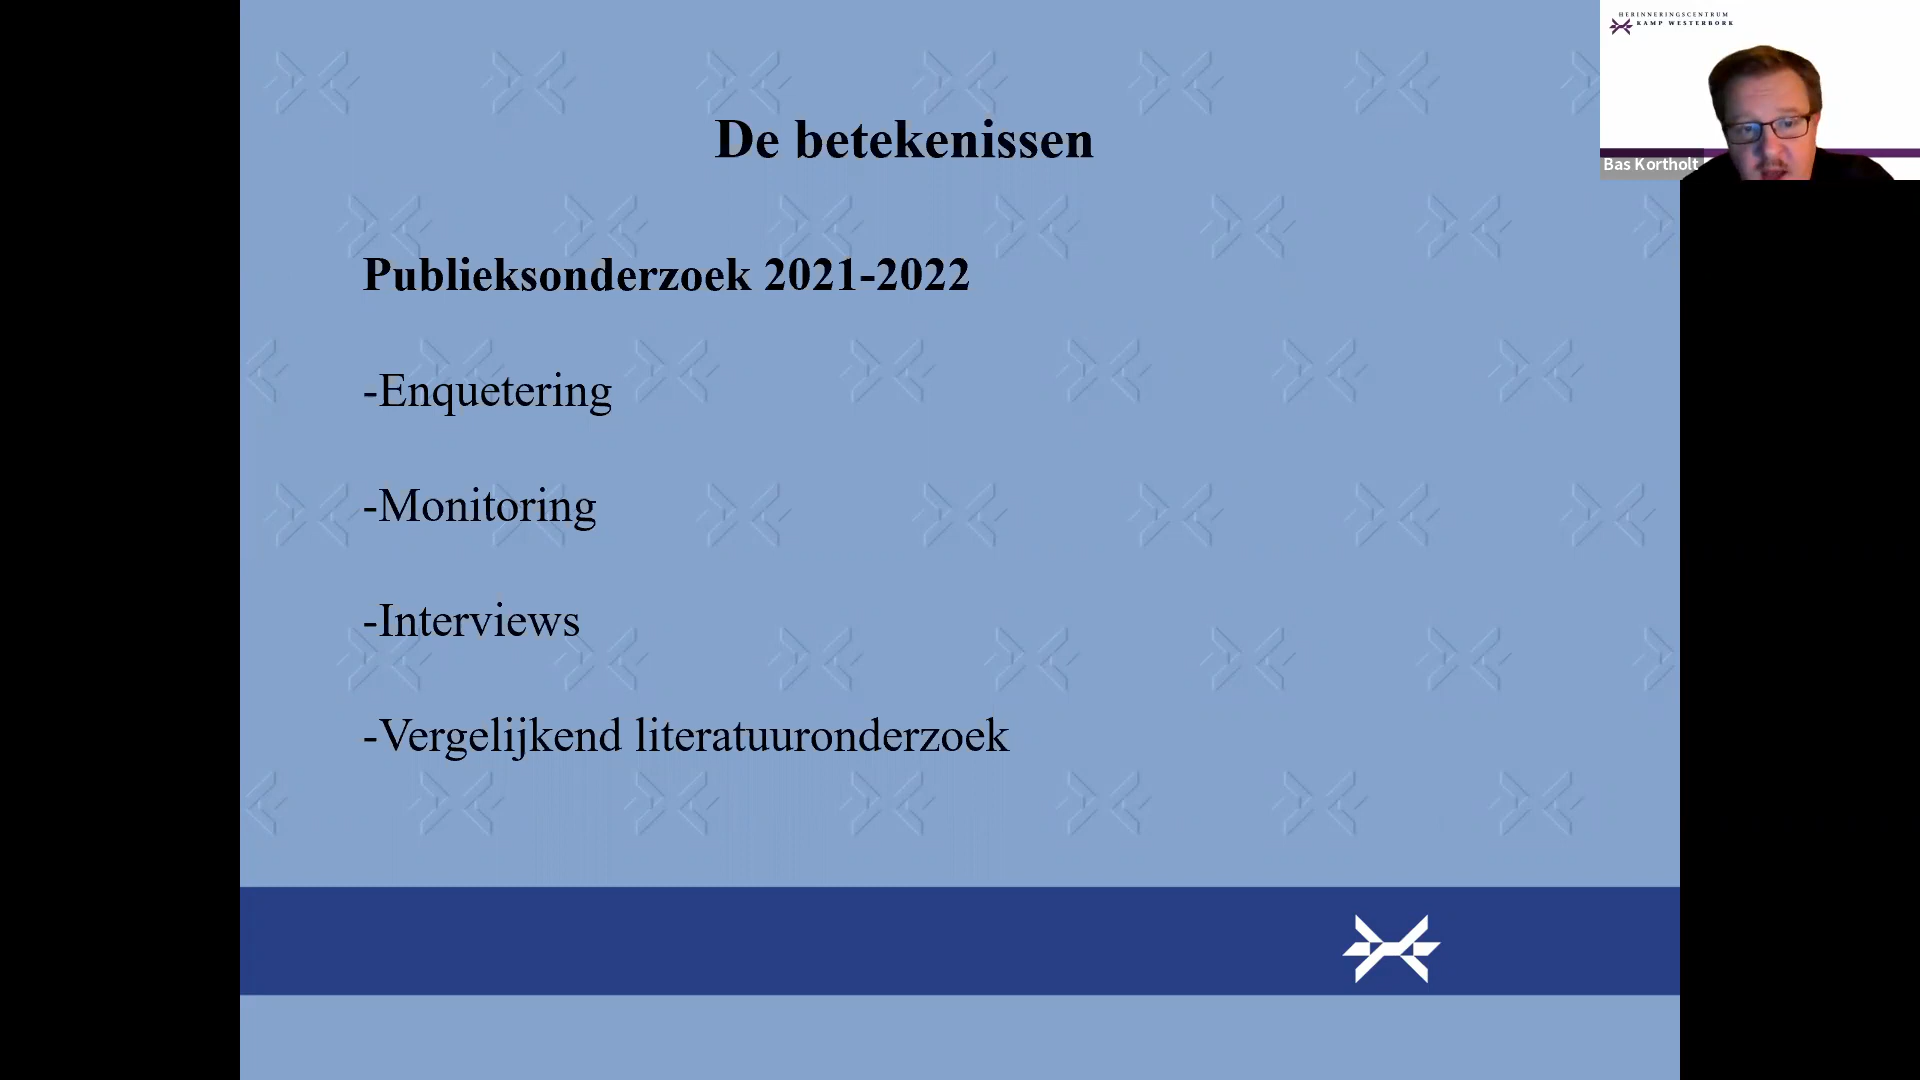 De betekenissen
Publieksonderzoek 2021-2022
-Enquetering
-Monitoring
-Interviews
-Vergelijkend literatuuronderzoek
HERINNERINGSCENTRUM
KAMP WESTERBORK
Bas Kortholt